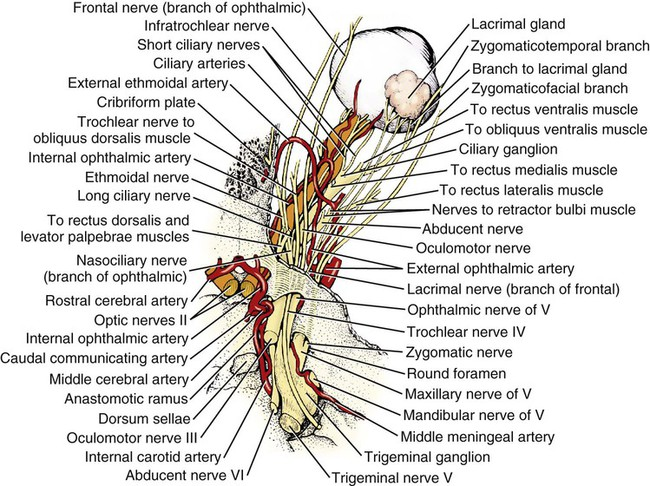 Frontal nerve (branch of ophthalmic)
Infratrochlear nerve
Short ciliary nerves
Ciliary arteries
External ethmoidal artery
Cribriform plate
Trochlear nerve to
obliquus dorsalis muscle
Internal ophthalmic artery
Ethmoidal nerve
Long ciliary nerve
To rectus dorsalis and
levator palpebrae muscles
Nasociliary nerve
(branch of ophthalmic)
Rostral cerebral artery
Optic nerves II
Internal ophthalmic artery
Caudal communicating artery
Middle cerebral artery
Anastomotic ramus
Dorsum sellae
Oculomotor nerve III
Internal carotid artery
Abducent nerve VI
Lacrimal gland
Zygomaticotemporal branch
Branch to lacrimal gland
Zygomaticofacial branch
To rectus ventralis muscle
To obliquus ventralis muscle
Ciliary ganglion
To rectus medialis muscle
To rectus lateralis muscle
Nerves to retractor bulbi muscle
Abducent nerve
Oculomotor nerve
External ophthalmic artery
Lacrimal nerve (branch of frontal)
Ophthalmic nerve of V
Trochlear nerve IV
Zygomatic nerve
Round foramen
Maxillary nerve of V
Mandibular nerve of V
Middle meningeal artery
Trigeminal ganglion
Trigeminal nerve V